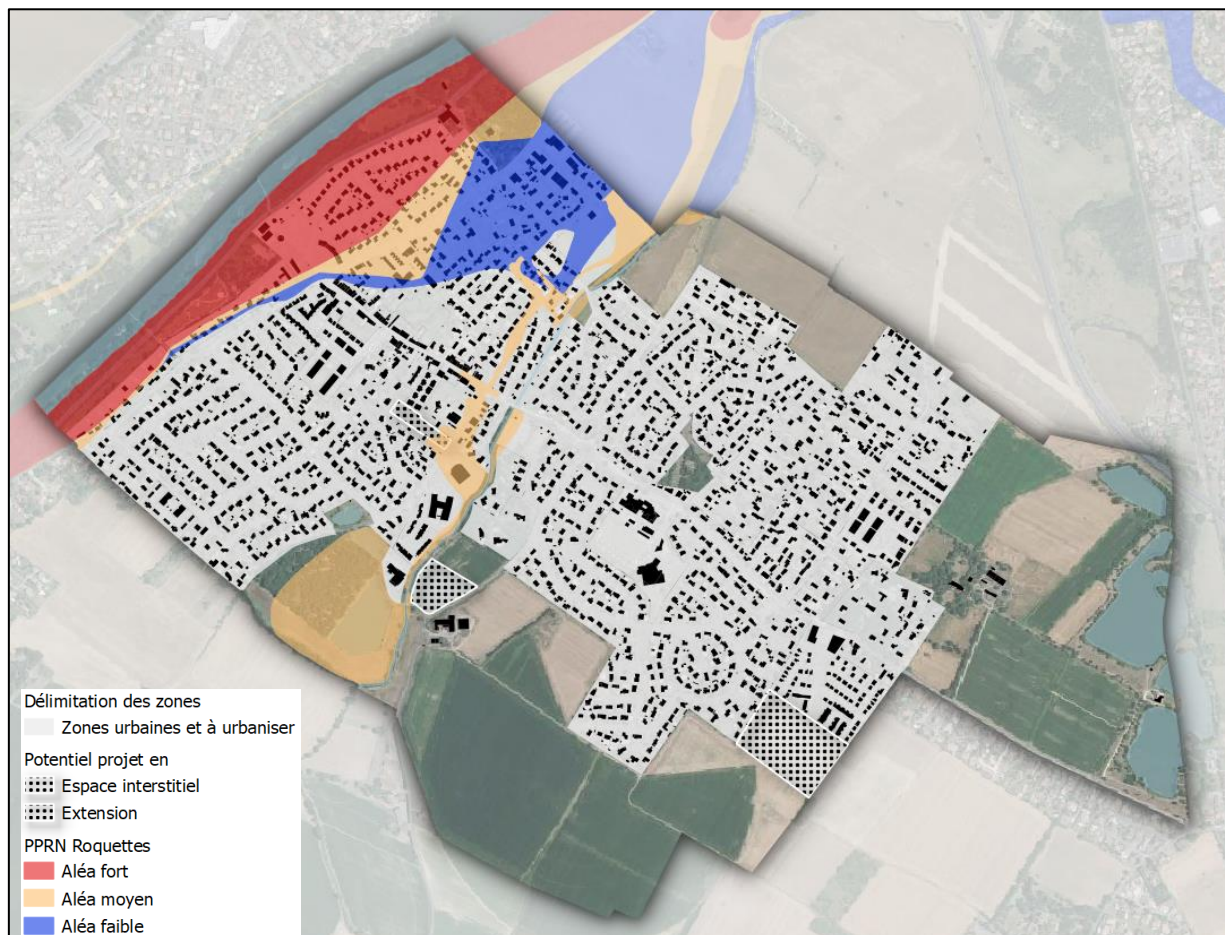 Délimitation des zones
Zones urbaines et à urbaniser
Potentiel projet en
Espace interstitiel
Extension
PPRN Roquettes
Aléa fort
Aléa moyen
Aléa faible